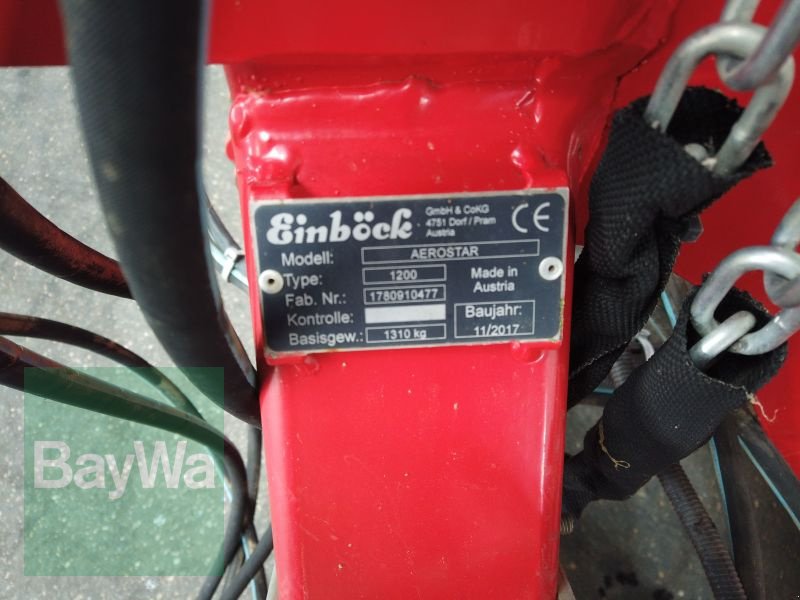 Einböck
GmbH & CoKG
4751 Dorf / Pram
Austria
CE
Modell: AEROSTAR
Type: 1200
Made in
Austria
Fab. Nr.: 1780910477
Kontrolle:
Baujahr:
11/2017
Basisgew.: 1310 kg
BayWa